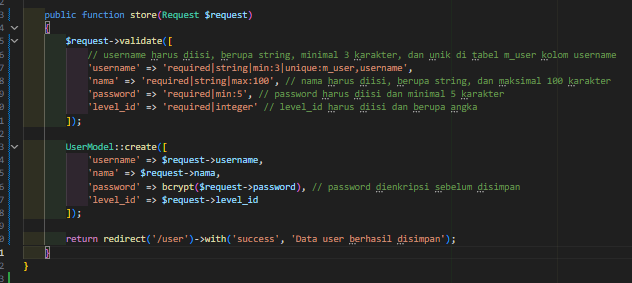 public function store(Request $request)
{
$request->validate([
// username harus diisi, berupa string, minimal 3 karakter, dan unik di tabel m_user kolom username
'username' => 'required|string|min:3|unique:m_user,username',
'nama' => 'required|string|max:100', // nama harus diisi, berupa string, dan maksimal 100 karakter
'password' => 'required|min:5', // password harus diisi dan minimal 5 karakter
'level_id' => 'required|integer' // level_id harus diisi dan berupa angka
]);
UserModel::create([
'username' => $request->username,
'nama' => $request->nama,
'password' => bcrypt($request->password), // password dienkripsi sebelum disimpan
'level_id' => $request->level_id
]);
return redirect('/user')->with('success', 'Data user berhasil disimpan');
}
}